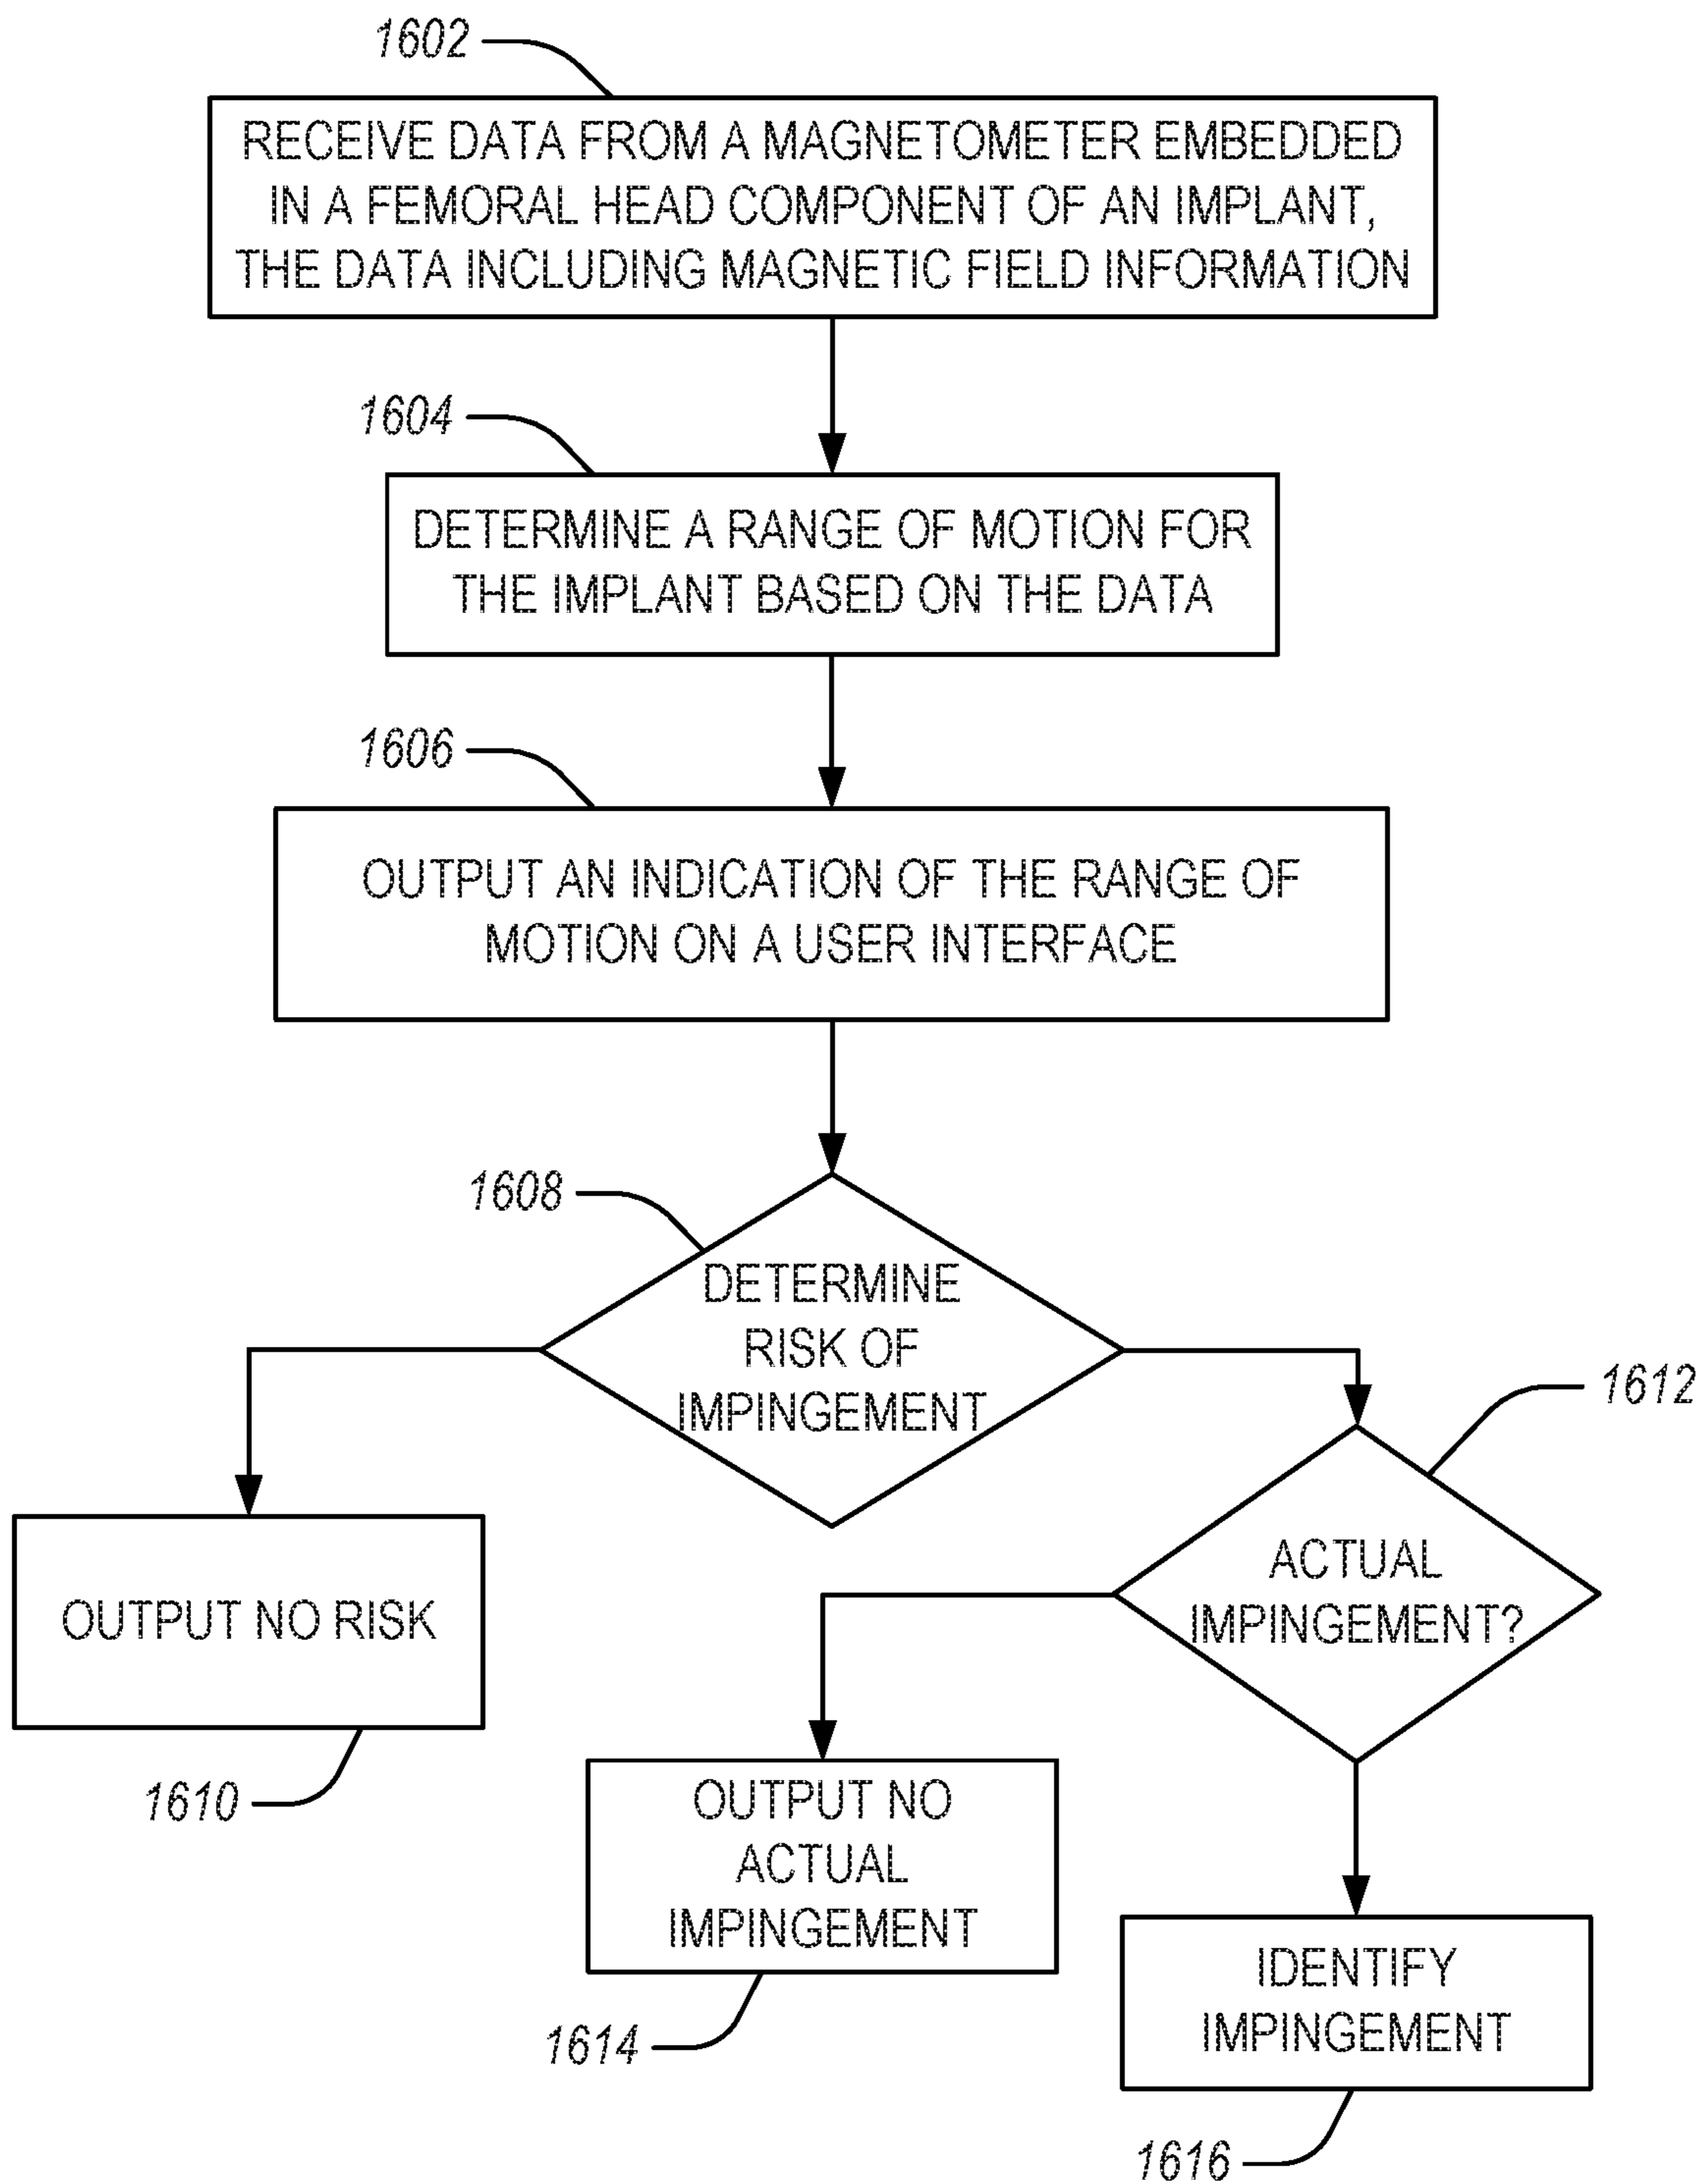 1602
RECEIVE DATA FROM A MAGNETOMETER EMBEDDED
IN A FEMORAL HEAD COMPONENT OF AN IMPLANT,
THE DATA INCLUDING MAGNETIC FIELD INFORMATION
1604
DETERMINE A RANGE OF MOTION FOR
THE IMPLANT BASED ON THE DATA
1606
OUTPUT AN INDICATION OF THE RANGE OF
MOTION ON A USER INTERFACE
1608
DETERMINE
RISK OF
IMPINGEMENT
1612
ACTUAL
IMPINGEMENT?
OUTPUT NO RISK
1610
OUTPUT NO
ACTUAL
IMPINGEMENT
1614
IDENTIFY
IMPINGEMENT
1616